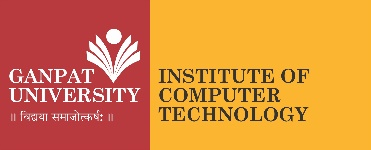 GANPAT
UNIVERSITY
॥ विद्यया समाजोत्कर्षः ॥
INSTITUTE OF
COMPUTER
TECHNOLOGY